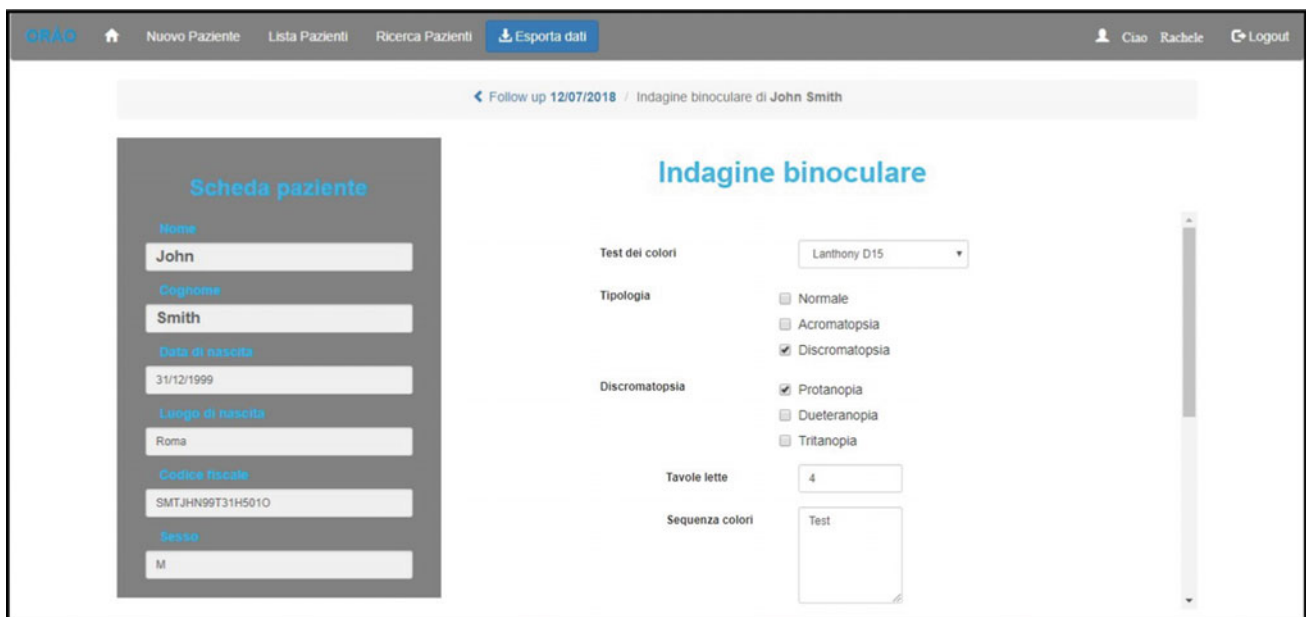 ORÁO Nuovo Paziente Lista Pazienti Ricerca Pazienti Esporta dati Ciao Rachele Logout
Follow up 12/07/2018 / Indagine binoculare di John Smith
Scheda paziente
Nome
John
Cognome
Smith
Data di nascita
31/12/1999
Luogo di nascita
Roma
Codice fiscale
SMTJHN99T31H501O
Sesso
M
Indagine binoculare
Test dei colori Lanthony D15
Tipologia Normale
Acromatopsia
Discromatopsia
Discromatopsia Protanopia
Dueteranopia
Tritanopia
Tavole lette 4
Sequenza colori Test